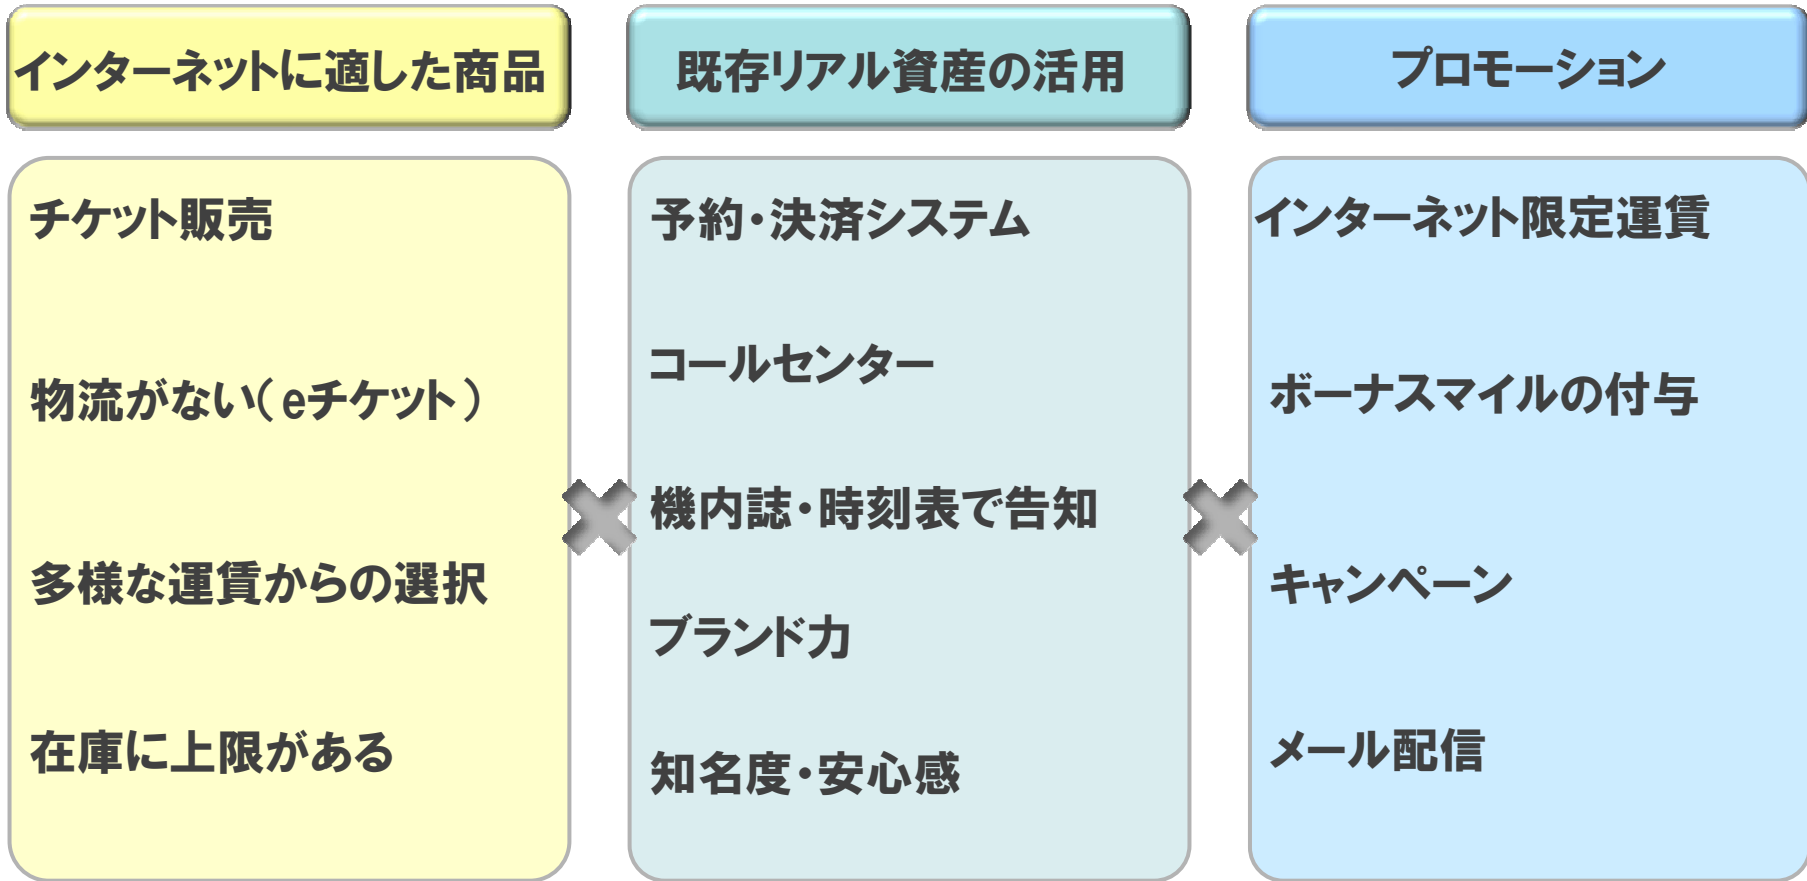 インターネットに適した商品
チケット販売
物流がない（eチケット）
多様な運賃からの選択
在庫に上限がある
既存リアル資産の活用
予約・決済システム
コールセンター
機内誌・時刻表で告知
ブランド力
知名度・安心感
プロモーション
インターネット限定運賃
ボーナスマイルの付与
キャンペーン
メール配信